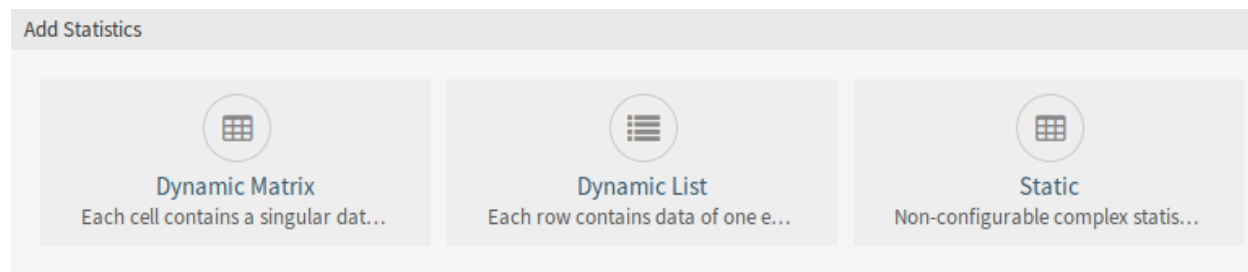 Add Statistics
Dynamic Matrix
Each cell contains a singular dat…
Dynamic List
Each row contains data of one e…
Static
Non-configurable complex statis…